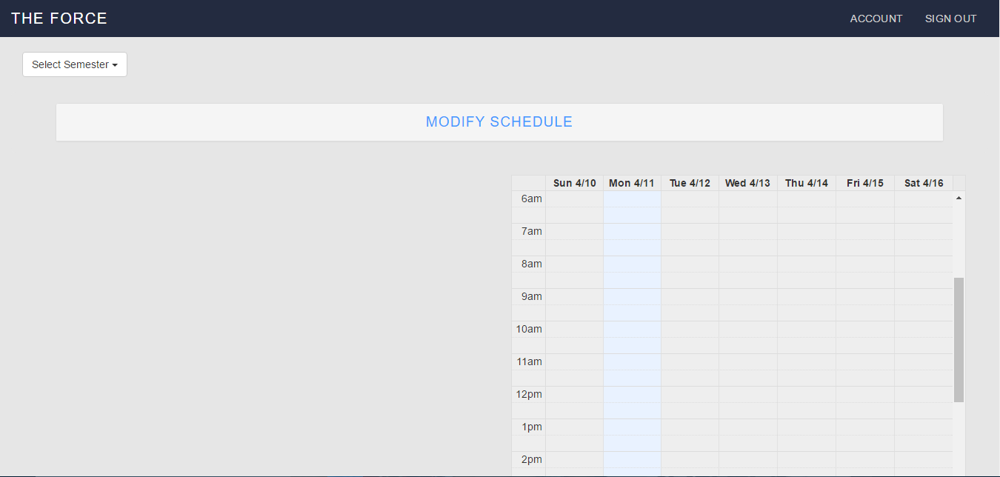 THE FORCE ACCOUNT SIGN OUT
Select Semester
MODIFY SCHEDULE
Sun 4/10 Mon 4/11 Tue 4/12 Wed 4/13 Thu 4/14 Fri 4/15 Sat 4/16
6am
7am
8am
9am
10am
11am
12pm
1pm
2pm